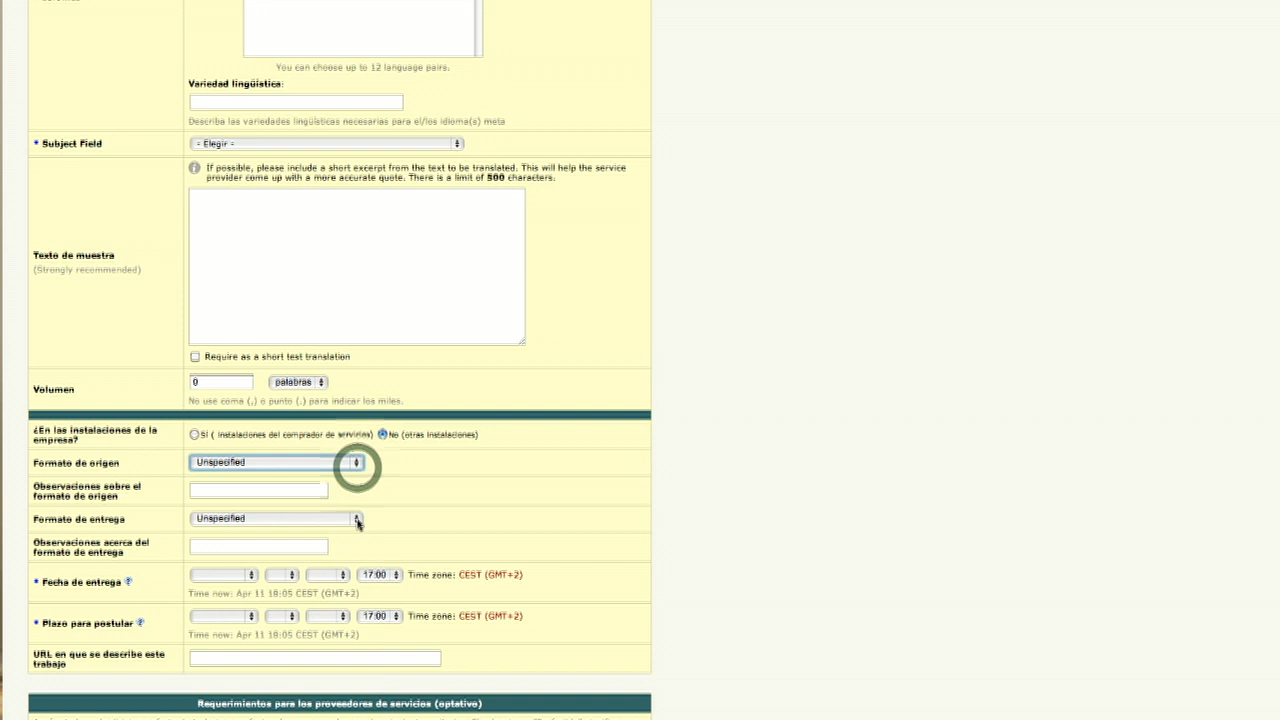 You can choose up to 12 language pairs.
Variedad lingüística:
Describa las variedades lingüísticas necesarias para el/los idioma(s) meta
* Subject Field
- Elegir -
If possible, please include a short excerpt from the text to be translated. This will help the service
provider come up with a more accurate quote. There is a limit of 500 characters.
Texto de muestra
(Strongly recommended)
Require as a short test translation
Volumen
0 palabras
No use coma (,) o punto (.) para indicar los miles.
¿En las instalaciones de la
empresa?
Sí ( instalaciones del comprador de servicios) No (otras instalaciones)
Formato de origen
Unspecified
Observaciones sobre el
formato de origen
Formato de entrega
Unspecified
Observaciones acerca del
formato de entrega
* Fecha de entrega ?
17:00 Time zone: CEST (GMT+2)
Time now: Apr 11 18:05 CEST (GMT+2)
* Plazo para postular ?
17:00 Time zone: CEST (GMT+2)
Time now: Apr 11 18:05 CEST (GMT+2)
URL en que se describe este
trabajo
Requerimientos para los proveedores de servicios (optativo)